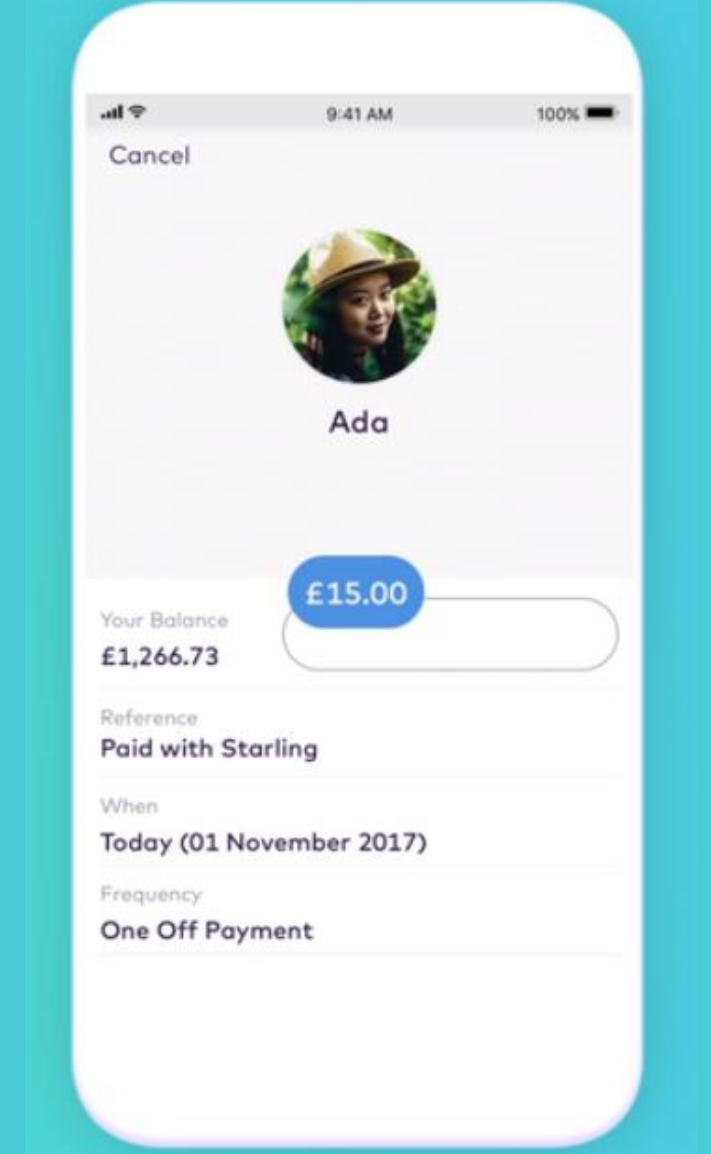 9:41 AM 100%
Cancel
Ada
£15.00
Your Balance
£1,266.73
Reference
Paid with Starling
When
Today (01 November 2017)
Frequency
One Off Payment